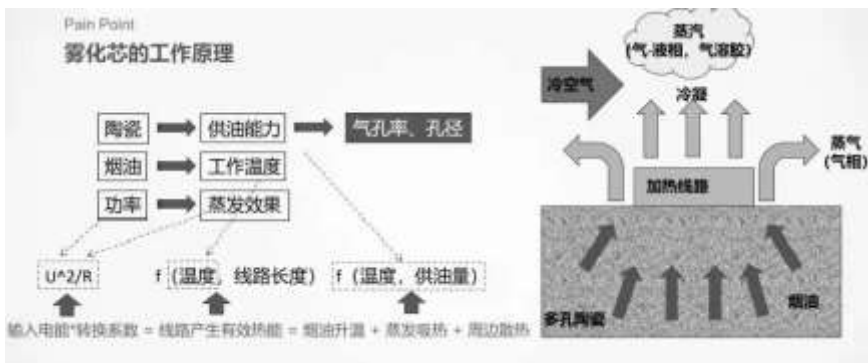 Pain Point
雾化芯的工作原理
陶瓷 供油能力 气孔率、孔径
烟油 工作温度
功率 蒸发效果
U^2/R f (温度, 线路长度) f (温度, 供油量)
输入电能*转换系数 = 线路产生有效热能 = 烟油升温 + 蒸发吸热 + 周边散热
蒸汽
(气-液相, 气溶胶)
冷空气
冷凝
蒸气
(气相)
加热线路
多孔陶瓷
烟油